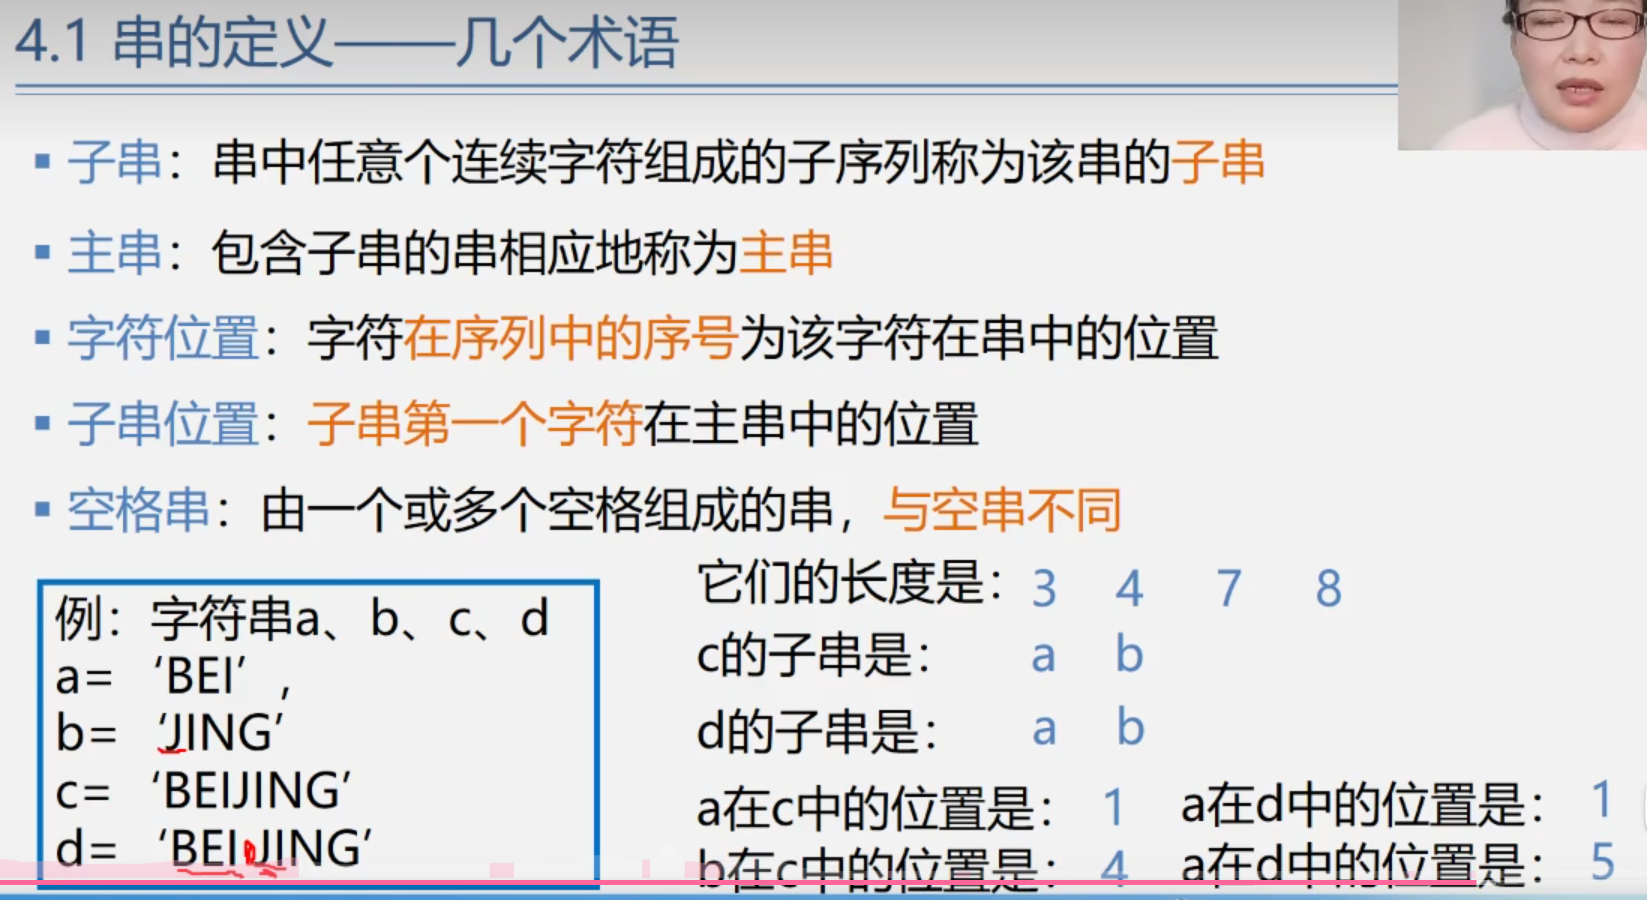 4.1 串的定义——几个术语
▪ 子串：串中任意个连续字符组成的子序列称为该串的子串
▪ 主串：包含子串的串相应地称为主串
▪ 字符位置：字符在序列中的序号为该字符在串中的位置
▪ 子串位置：子串第一个字符在主串中的位置
▪ 空格串：由一个或多个空格组成的串，与空串不同
例：字符串a、b、c、d
a= ‘BEI’，
b= ‘JING’
c= ‘BEIJING’
d= ‘BEI JING’
它们的长度是：3 4 7 8
c的子串是： a b
d的子串是： a b
a在c中的位置是： 1 a在d中的位置是： 1
b在c中的位置是： 4 a在d中的位置是： 5